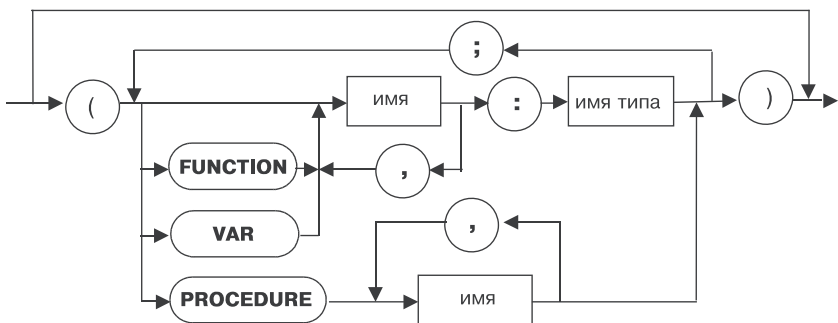 ;
( имя : имя типа )
FUNCTION ,
VAR ,
PROCEDURE имя